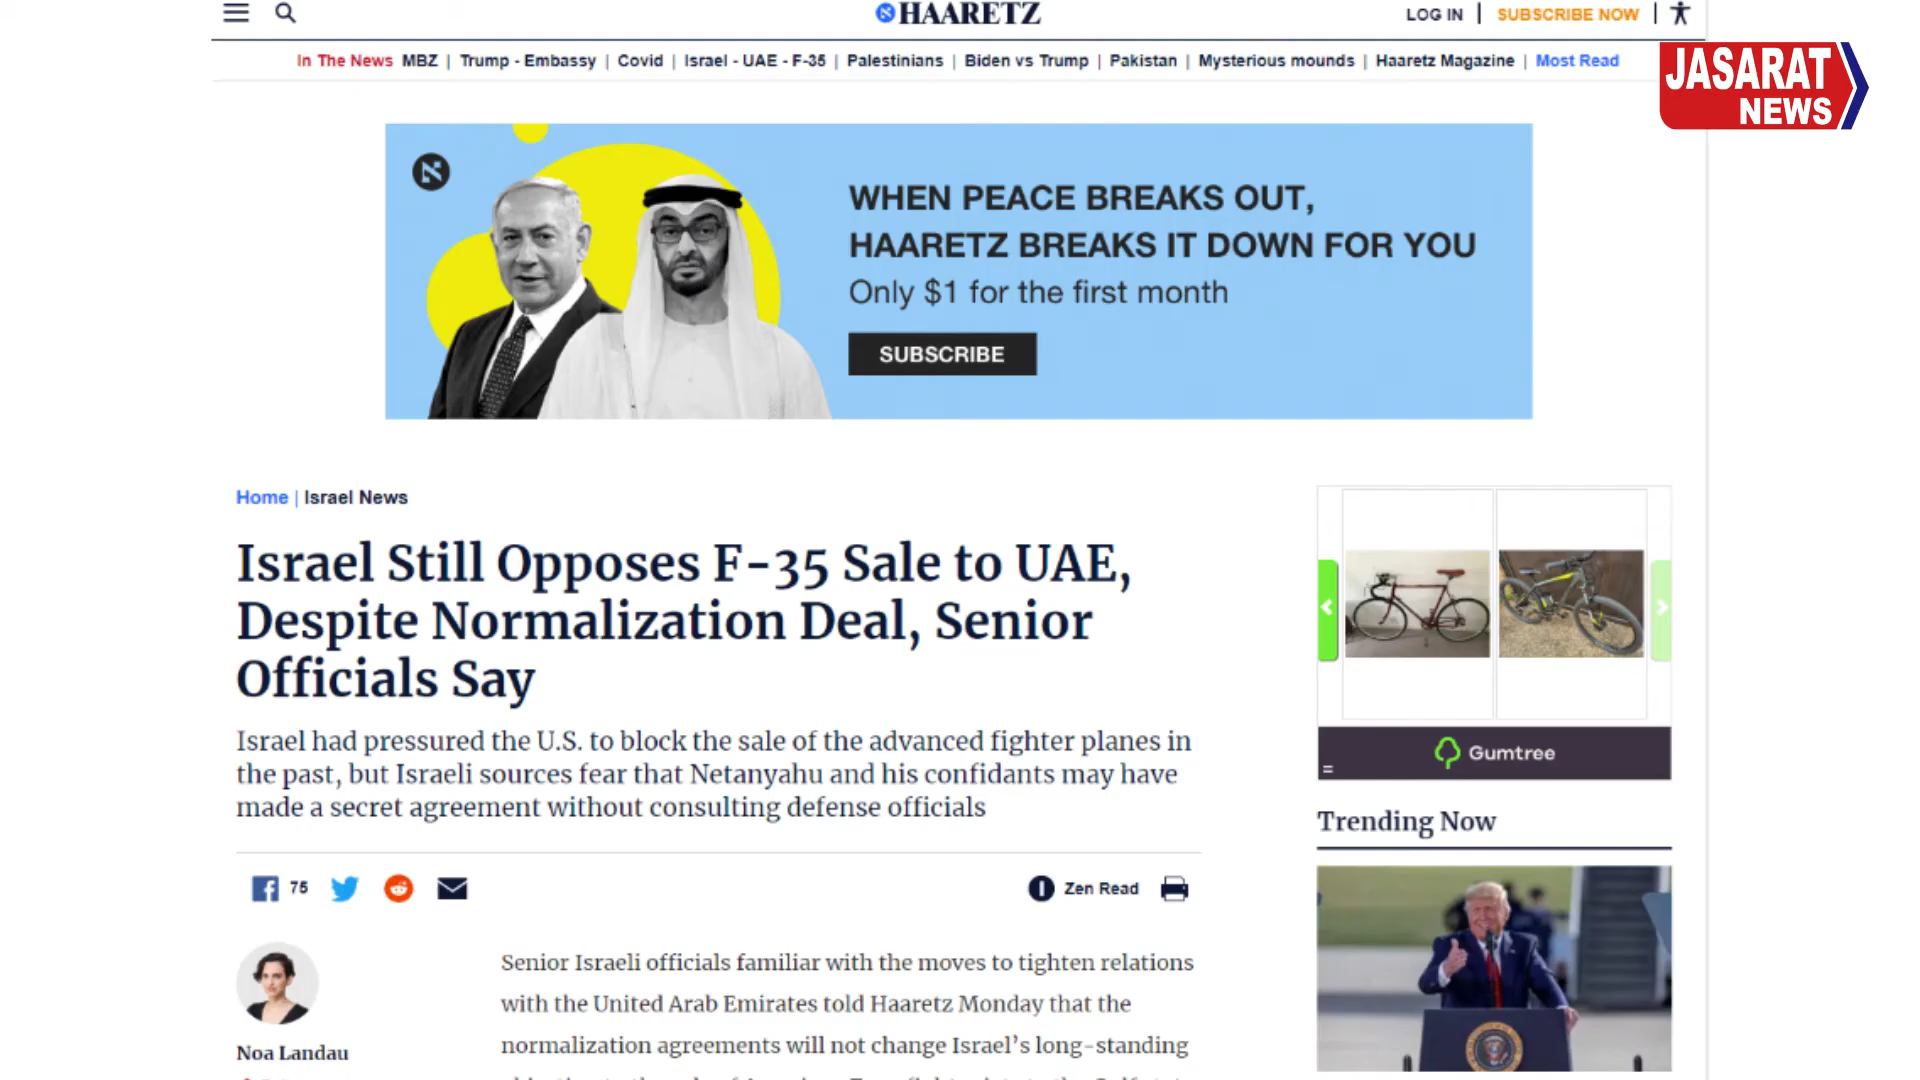 HAARETZ
LOG IN | SUBSCRIBE NOW |
In The News MBZ | Trump - Embassy | Covid | Israel - UAE - F-35 | Palestinians | Biden vs Trump | Pakistan | Mysterious mounds | Haaretz Magazine | Most Read
JASARAT
NEWS
WHEN PEACE BREAKS OUT,
HAARETZ BREAKS IT DOWN FOR YOU
Only $1 for the first month
SUBSCRIBE
Home | Israel News
Israel Still Opposes F-35 Sale to UAE,
Despite Normalization Deal, Senior
Officials Say
Israel had pressured the U.S. to block the sale of the advanced fighter planes in
the past, but Israeli sources fear that Netanyahu and his confidants may have
made a secret agreement without consulting defense officials
75
Zen Read
Senior Israeli officials familiar with the moves to tighten relations
with the United Arab Emirates told Haaretz Monday that the
normalization agreements will not change Israel's long-standing
Noa Landau
Gumtree
Trending Now